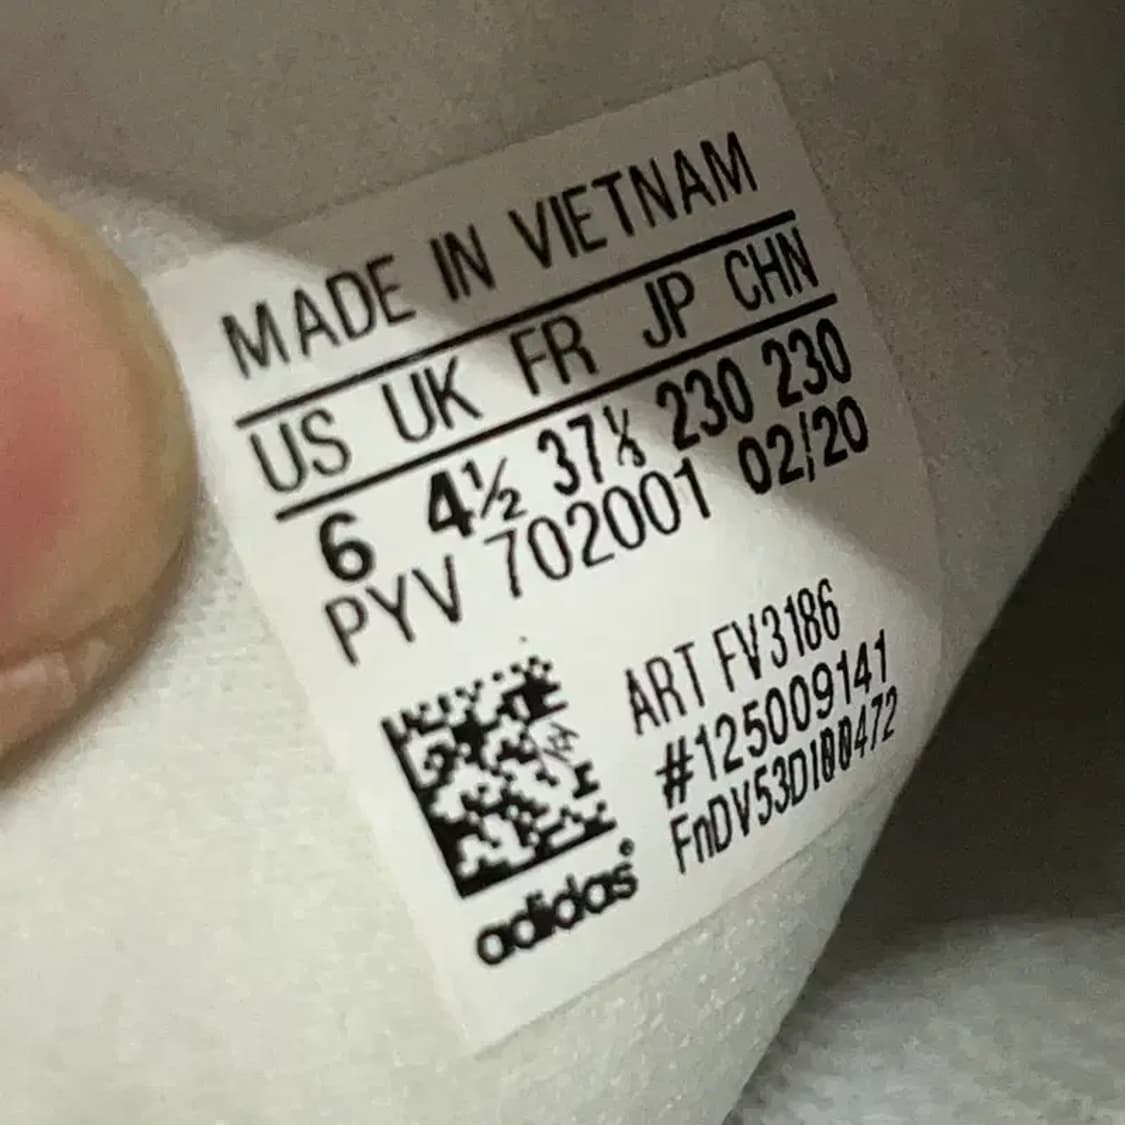 MADE IN VIETNAM
US UK FR JP CHN
6 4½ 37⅓ 230 230
PYV 702001 02/20
ART FV3186
#125009141
adidas